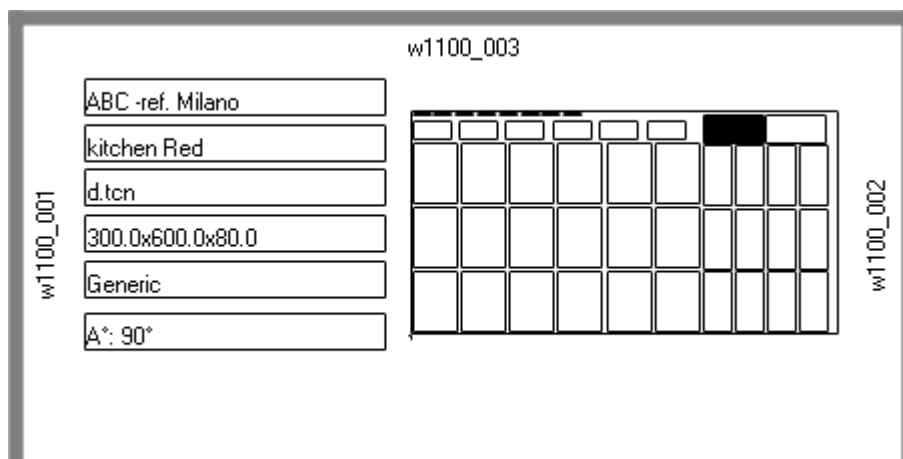 w1100_003
ABC -ref. Milano
kitchen Red
d.tcn
300.0x600.0x80.0
Generic
A°: 90°
w1100_001
w1100_002